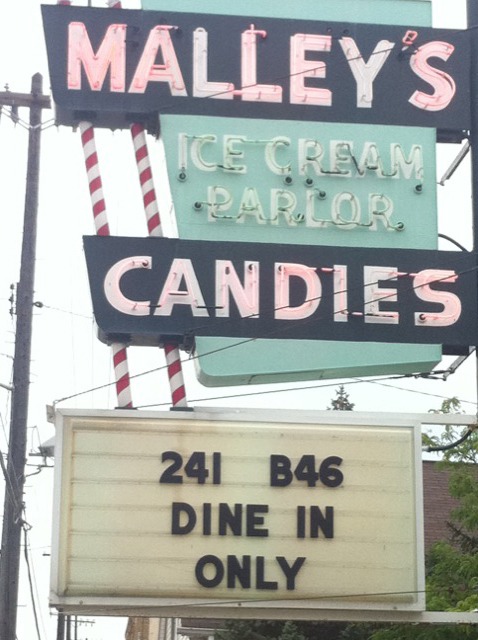 MALLEY'S
ICE CREAM
PARLOR
CANDIES
241 B46
DINE IN
ONLY